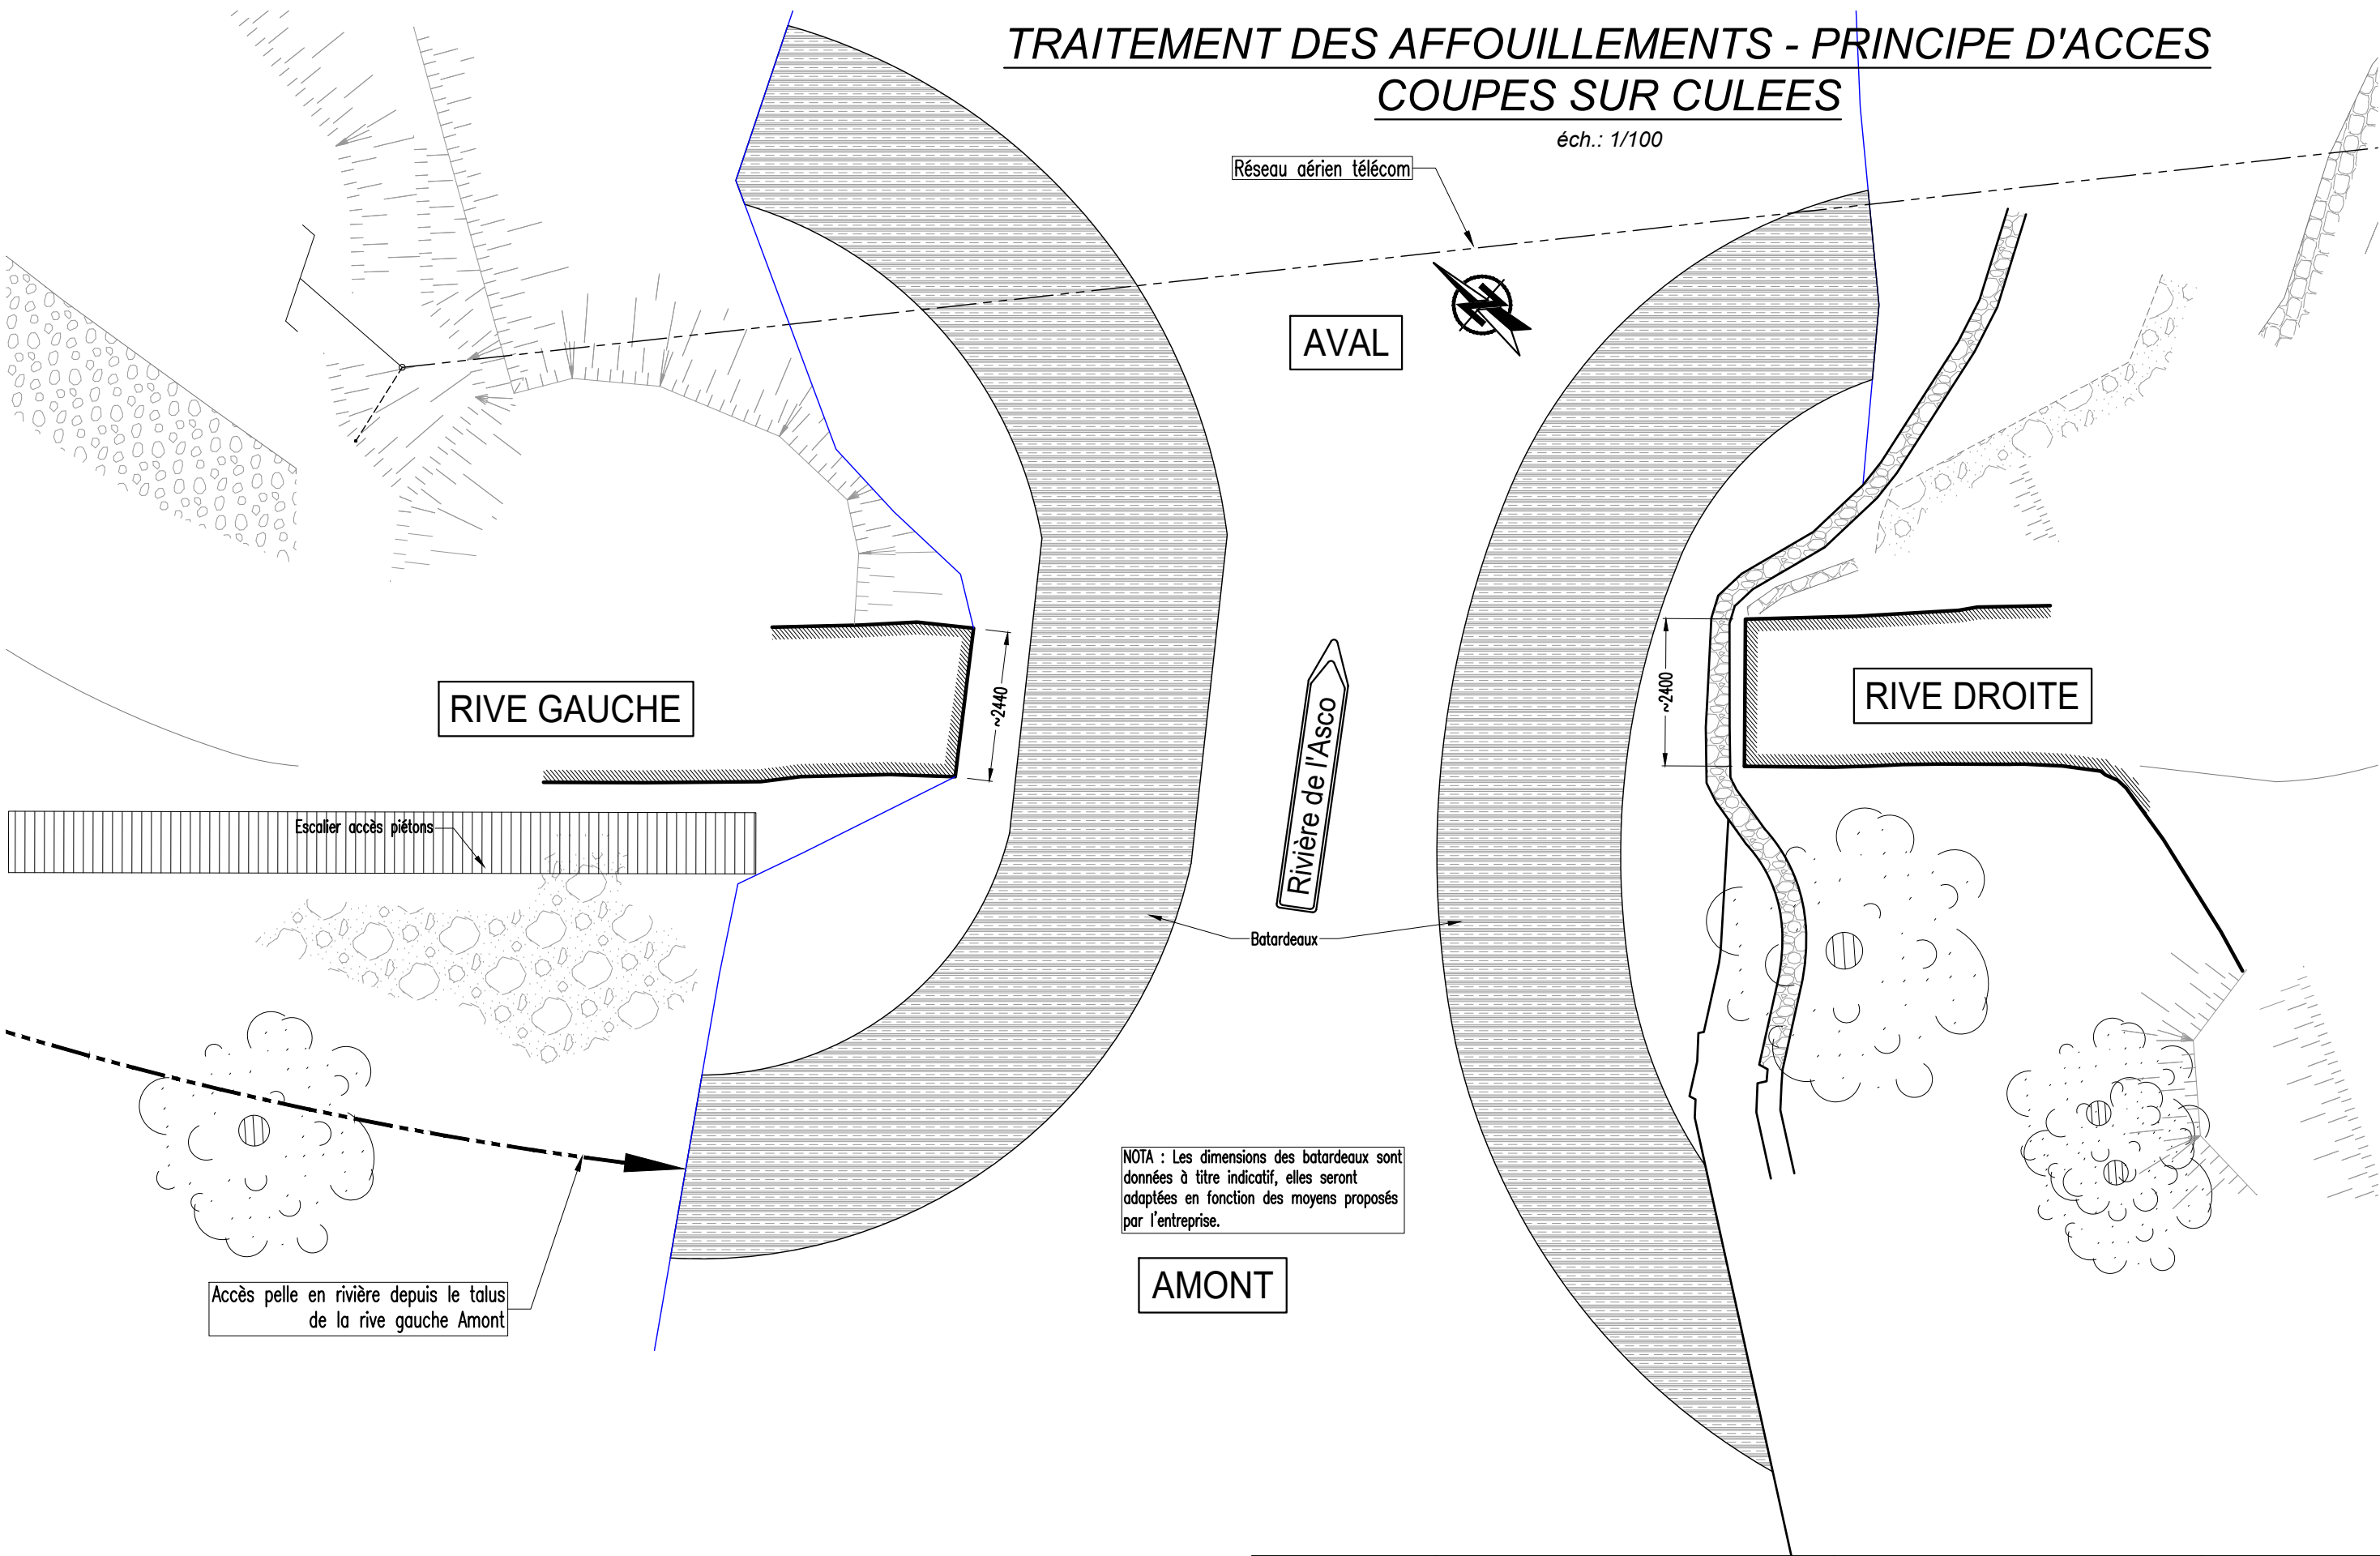 TRAITEMENT DES AFFOUILLEMENTS - PRINCIPE D'ACCES
COUPES SUR CULEES
éch.: 1/100
Réseau aérien télécom
AVAL
RIVE GAUCHE
~2440
Rivière de l'Asco
~2400
RIVE DROITE
Escalier accès piétons
Batardeaux
NOTA : Les dimensions des batardeaux sont
données à titre indicatif, elles seront
adaptées en fonction des moyens proposés
par l'entreprise.
AMONT
Accès pelle en rivière depuis le talus
de la rive gauche Amont